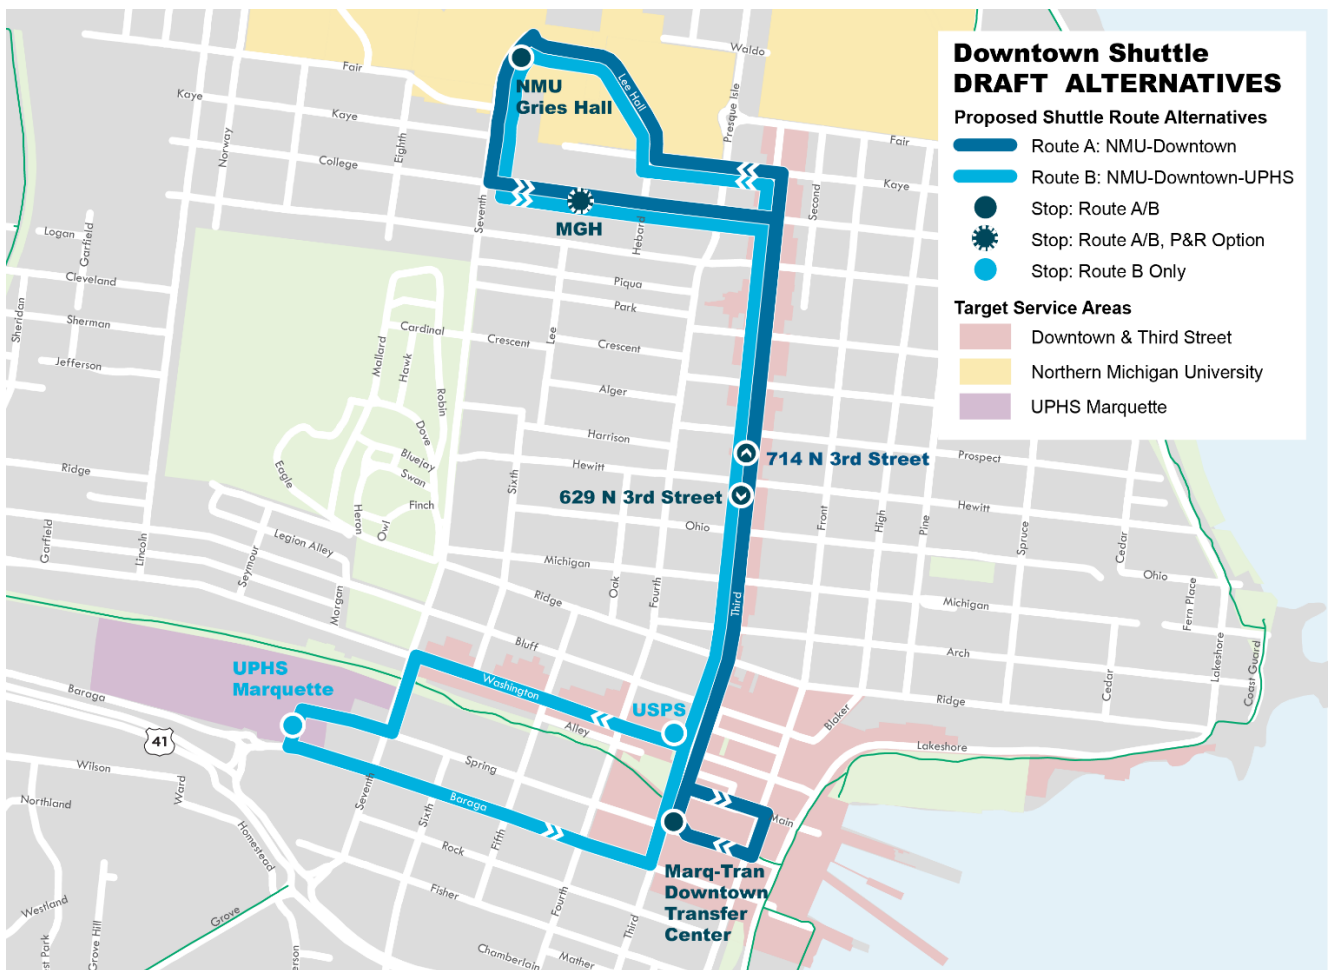 Downtown Shuttle
DRAFT ALTERNATIVES
Proposed Shuttle Route Alternatives
Route A: NMU-Downtown
Route B: NMU-Downtown-UPHS
Stop: Route A/B
Stop: Route A/B, P&R Option
Stop: Route B Only
Target Service Areas
Downtown & Third Street
Northern Michigan University
UPHS Marquette
Waldo
Fair
NMU
Gries Hall
Lee Hall
Presque Isle
Kaye
Kaye
Norway
Eighth
College
Fair
Kaye
Second
Seventh
MGH
Hebard
Logan
Garfield
Cleveland
Sheridan
Sherman
Jefferson
Piqua
Park
Cardinal
Crescent
Lee
Crescent
Mallard
Hawk
Robin
Alger
Dove
Harrison
Bluejay
Swan
Finch
Eagle
Heron
Owl
Ridge
Sixth
Hewitt
714 N 3rd Street
629 N 3rd Street
Prospect
Hewitt
Ohio
Front
High
Pine
Spruce
Cedar
Ohio
Garfield
Lincoln
Seymour
Legion Alley
Morgan
Michigan
Ridge
Oak
Fourth
Third
Michigan
Fern Place
Lakeshore
Coast Guard
Bluff
Arch
Cedar
Ridge
UPHS
Marquette
Baraga
Washington
USPS
Blaker
Alley
Lakeshore
41
Wilson
Ward
Spring
Seventh
Baraga
Main
Northland
Homestead
Sixth
Fifth
Rock
Marq-Tran
Downtown
Transfer
Center
Fisher
Fourth
Third
Westland
Grove Hill
Grove
Chamberlain
Mather